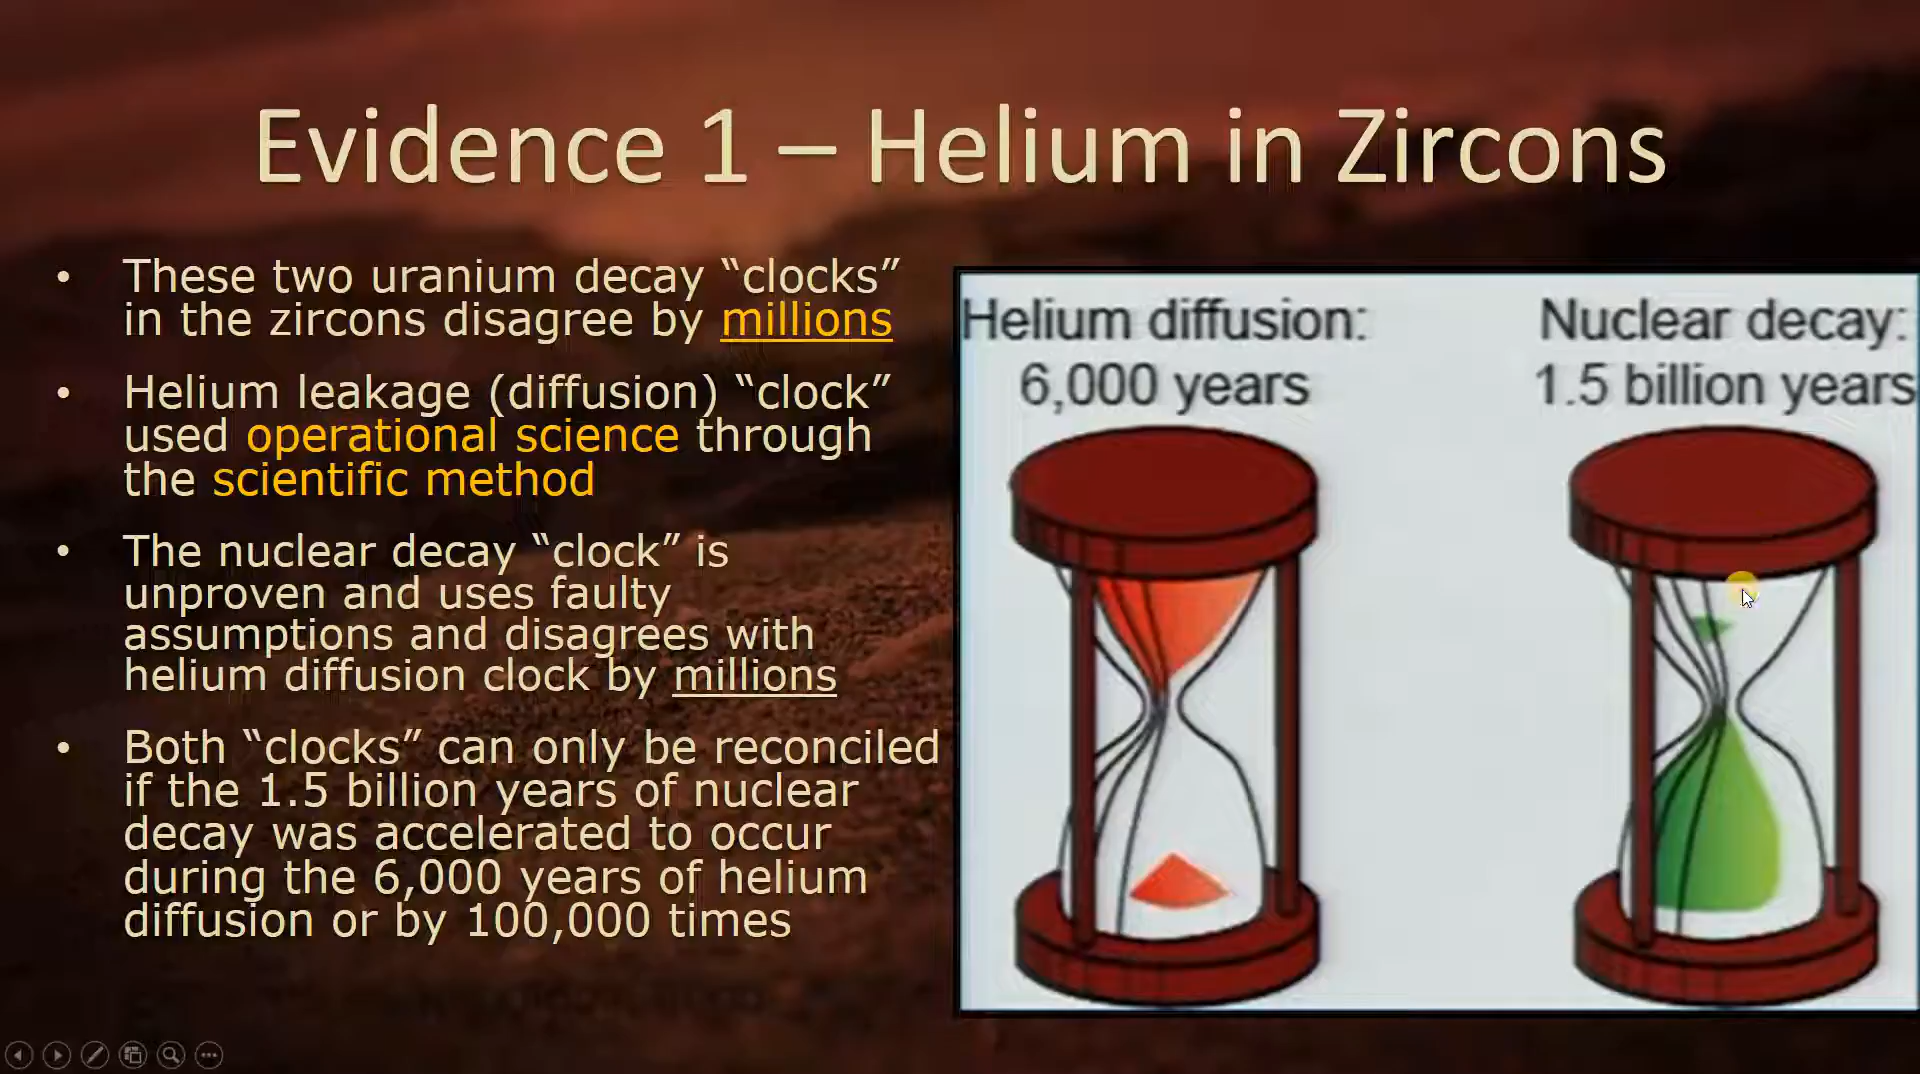 Evidence 1 – Helium in Zircons
• These two uranium decay “clocks”
in the zircons disagree by millions
• Helium leakage (diffusion) “clock”
used operational science through
the scientific method
• The nuclear decay “clock” is
unproven and uses faulty
assumptions and disagrees with
helium diffusion clock by millions
• Both “clocks” can only be reconciled
if the 1.5 billion years of nuclear
decay was accelerated to occur
during the 6,000 years of helium
diffusion or by 100,000 times
Helium diffusion:
6,000 years
Nuclear decay:
1.5 billion years